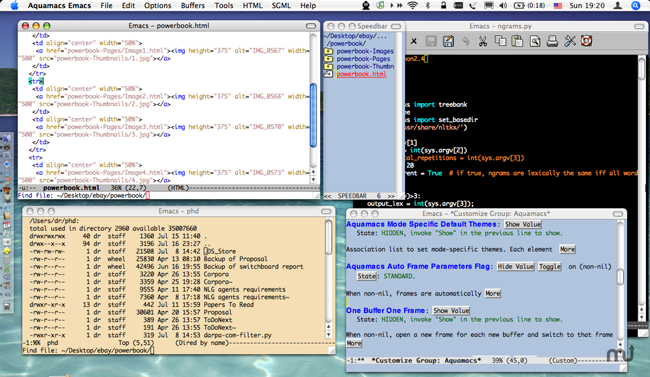 Aquamacs Emacs File Edit Options Buffers Tools HTML SGML Help (0:18) Sun 19:20
Emacs – powerbook.html
</td>
<td align="center" width="50%">
<a href="powerbook-Pages/Image1.html"><img height="375" alt="IMG_0567" width=
"500" src="powerbook-Thumbnails/1.jpg"></a>
</td>
</tr>
<tr>
<td align="center" width="50%">
<a href="powerbook-Pages/Image2.html"><img height="375" alt="IMG_0568" width=
"500" src="powerbook-Thumbnails/2.jpg"></a>
</td>
<td align="center" width="50%">
<a href="powerbook-Pages/Image3.html"><img height="375" alt="IMG_0570" width=
"500" src="powerbook-Thumbnails/3.jpg"></a>
</td>
</tr>
<tr>
<td align="center" width="50%">
<a href="powerbook-Pages/Image4.html"><img height="375" alt="IMG_0573" width=
"500" src="powerbook-Thumbnails/4.jpg"></a>
-u:-- powerbook.html 36% (22,7) (HTML)
Find file: ~/Desktop/ebay/powerbook/
Speedbar
~/Desktop/ebay/...
/powerbook/
powerbook-Images
powerbook-Pages
powerbook-Thumbn
powerbook.html
<< SPEEDBAR 6 >>
Emacs – ngrams.py
hon2.4
us import treebank
us import set_basedir
usr/share/nltkx/")
v[1]
= int(sys.argv[2])
tal_repetitions = int(sys.argv[3])
20
rent = True # if true, ngrams are lexically the same iff all word
)>3:
output_lex = int(sys.argv[3]);
Emacs – phd
/Users/dr/phd:
total used in directory 2960 available 35007660
drwxrwxrwx 40 dr staff 1360 Jul 15 11:40 .
drwx--x--x 94 dr staff 3196 Jul 16 23:27 ..
-rw-rw-rw- 1 dr staff 21508 Jul 8 14:42 .DS_Store
-rw-r--r-- 1 dr wheel 25830 Apr 13 08:10 Backup of Proposal
-rw-r--r-- 1 dr wheel 42496 Jul 16 19:55 Backup of switchboard report
-rw-r--r-- 1 dr staff 3220 Apr 26 13:55 Corpora
-rw-r--r-- 1 dr staff 3359 Apr 25 19:28 Corpora~
-rw-r--r-- 1 dr staff 9555 Apr 11 17:40 NLG agents requirements
-rw-r--r-- 1 dr staff 7360 Apr 8 17:18 NLG agents requirements~
drwxr-xr-x 13 dr staff 442 Jul 11 15:59 Papers To Read
-rw-r--r-- 1 dr staff 30601 Apr 20 15:57 Proposal
-rw-r--r-- 1 dr staff 389 Apr 26 13:57 ToDoNext
-rw-r--r-- 1 dr staff 191 Apr 26 13:55 ToDoNext~
-rw-r-xr-x 1 dr staff 319 Jul 8 14:53 darpa-com-filter.py
-1:%% phd Top (5,51) (Dired by name)
Find file: ~/Desktop/ebay/powerbook/
Emacs – *Customize Group: Aquamacs*
Aquamacs Mode Specific Default Themes: Show Value
State: HIDDEN, invoke "Show" in the previous line to show.
Association list to set mode-specific themes. Each element More
Aquamacs Auto Frame Parameters Flag: Hide Value Toggle on (non-nil)
State: STANDARD.
When non-nil, frames are automatically More
One Buffer One Frame: Show Value
State: HIDDEN, invoke "Show" in the previous line to show.
When non-nil, open a new frame for each new buffer and switch to that frame
More
-1:** *Customize Group: Aquamacs* 39% (45,0) (Custom)